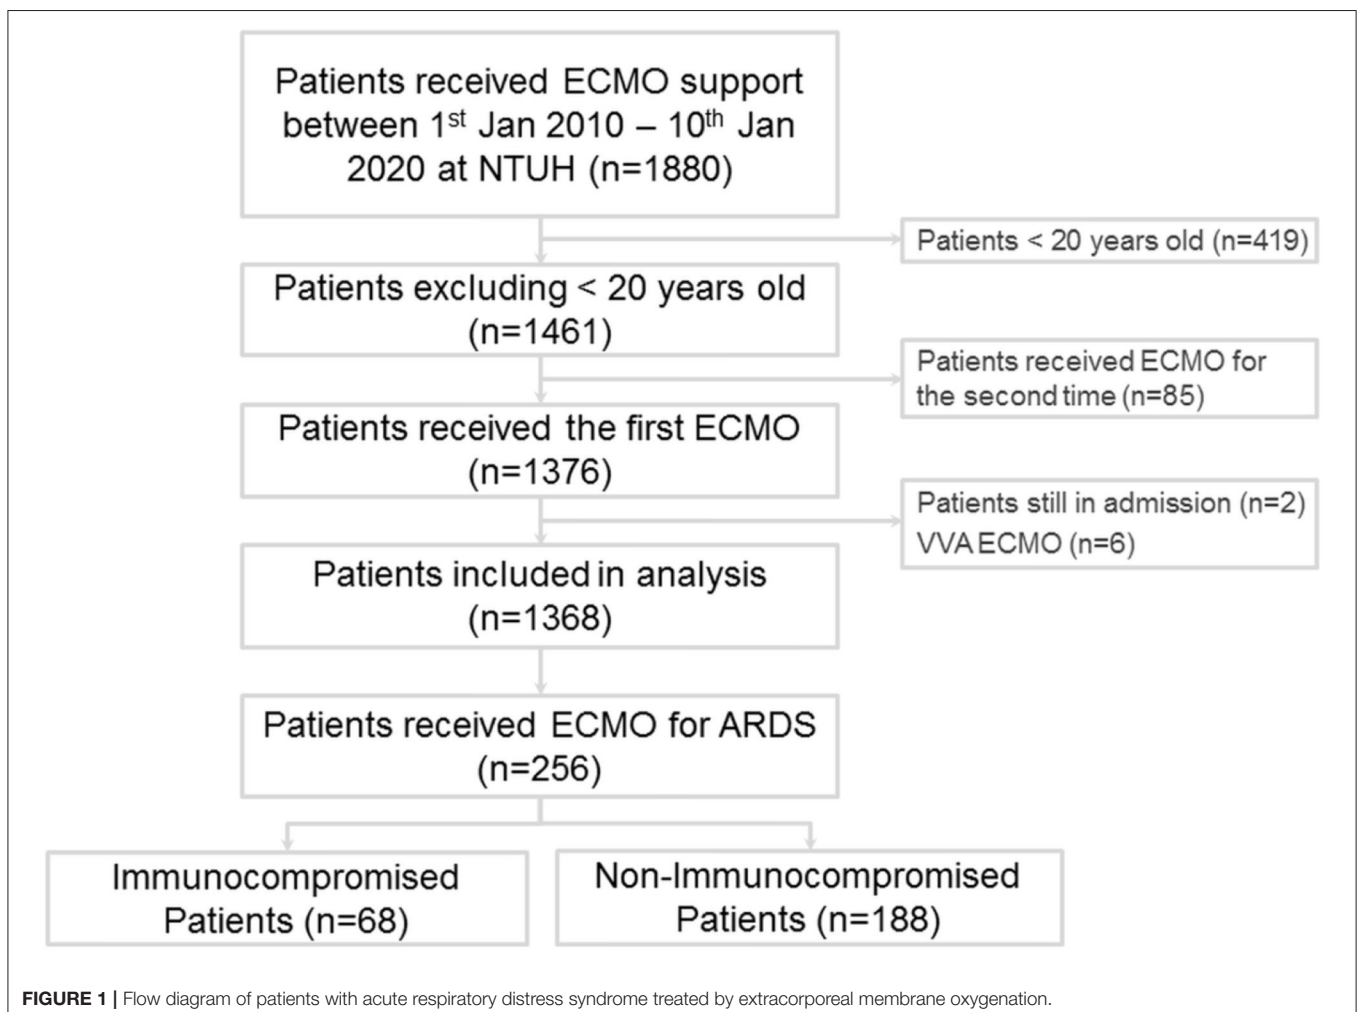 Patients received ECMO support
between 1st Jan 2010 – 10th Jan
2020 at NTUH (n=1880)
Patients < 20 years old (n=419)
Patients excluding < 20 years old
(n=1461)
Patients received ECMO for
the second time (n=85)
Patients received the first ECMO
(n=1376)
Patients still in admission (n=2)
VVA ECMO (n=6)
Patients included in analysis
(n=1368)
Patients received ECMO for ARDS
(n=256)
Immunocompromised
Patients (n=68)
Non-Immunocompromised
Patients (n=188)
FIGURE 1 | Flow diagram of patients with acute respiratory distress syndrome treated by extracorporeal membrane oxygenation.